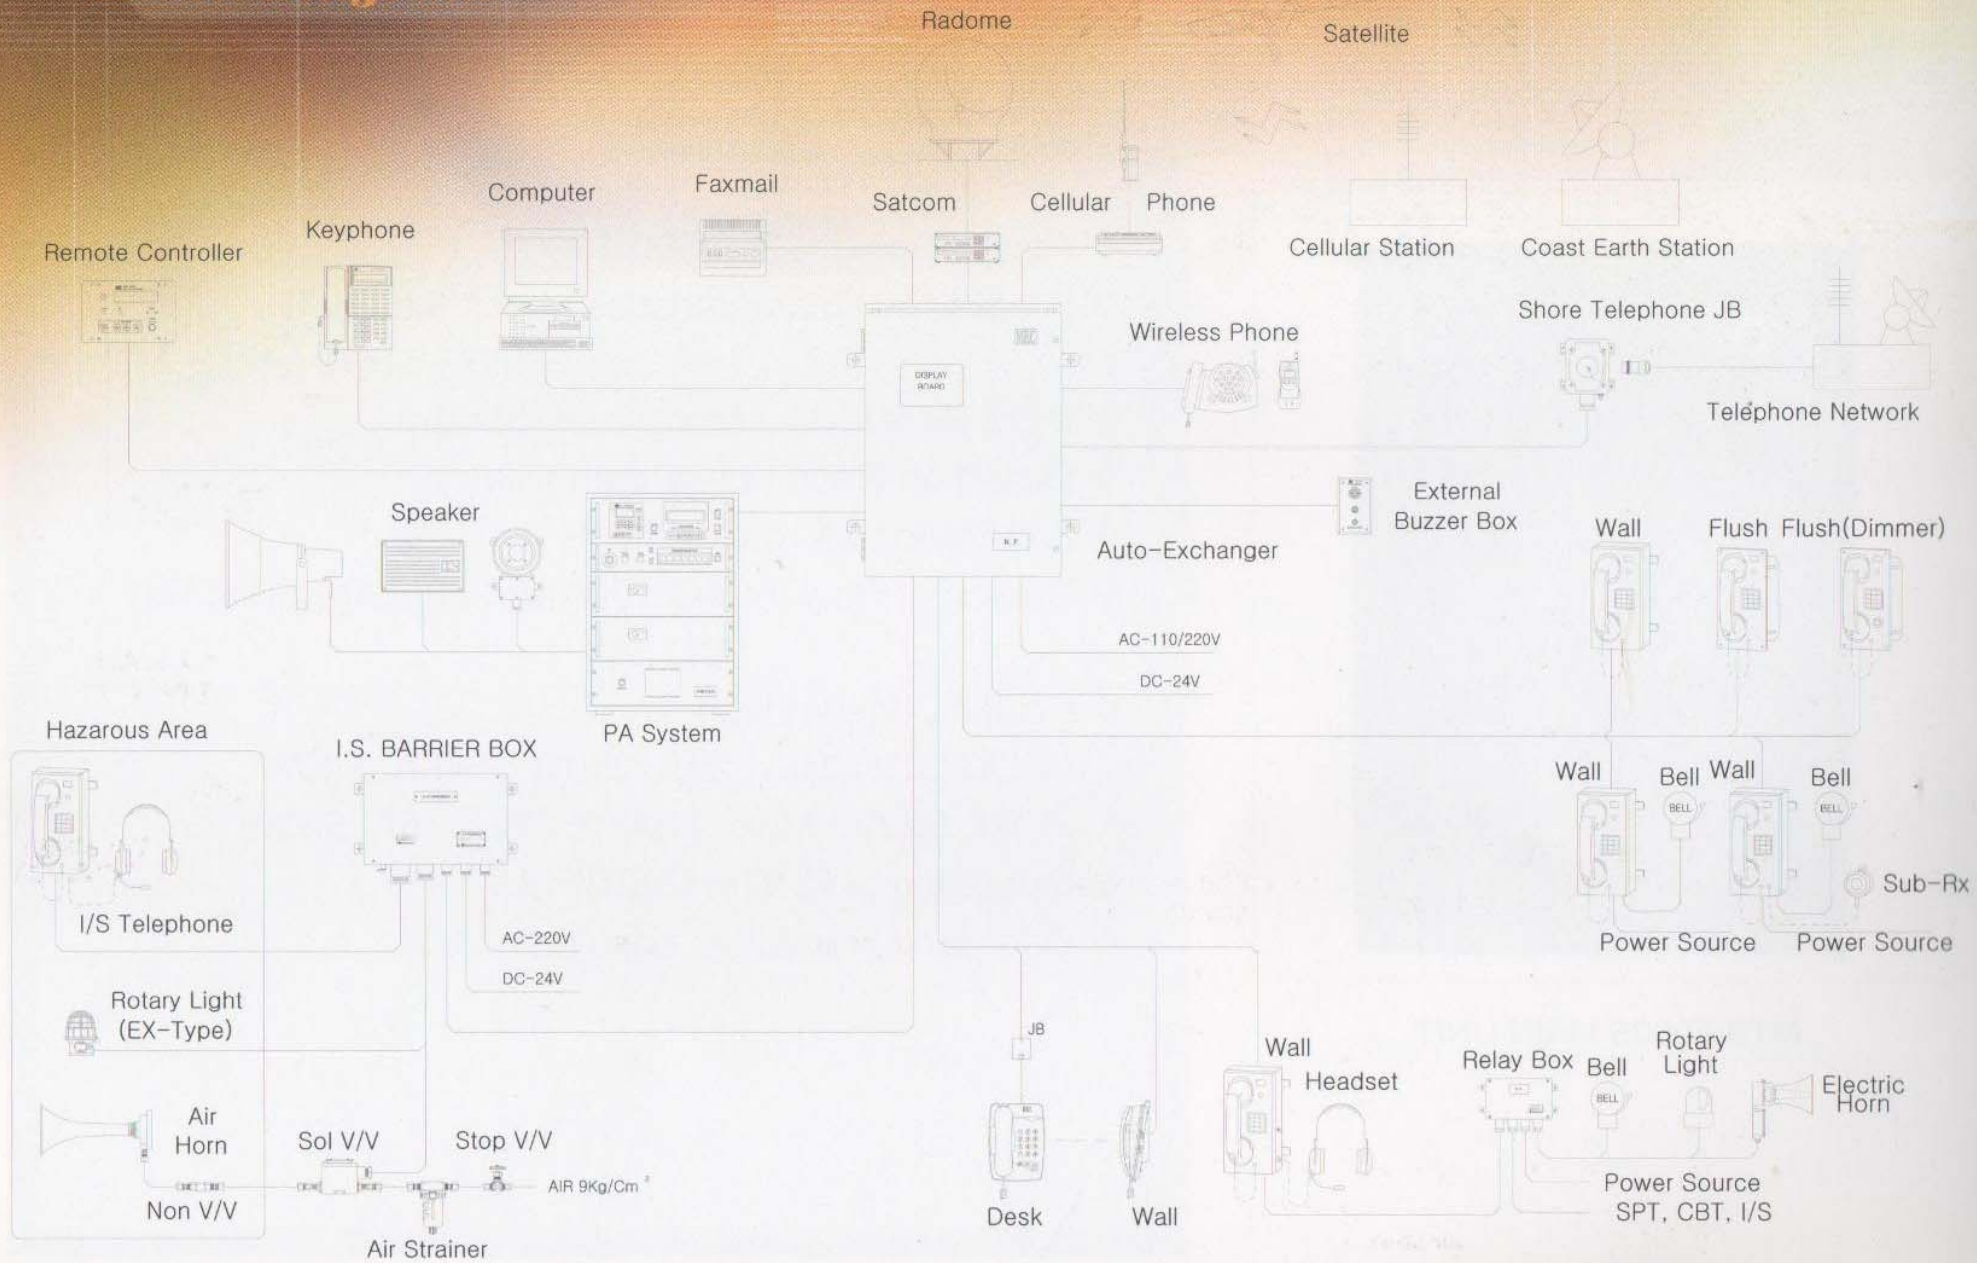 Radome
Satellite
Computer
Faxmail
Satcom
Cellular Phone
Keyphone
Remote Controller
Cellular Station
Coast Earth Station
Shore Telephone JB
Wireless Phone
DISPLAY
BOARD
Telephone Network
Speaker
External
Buzzer Box
Wall
Flush
Flush(Dimmer)
Auto-Exchanger
AC-110/220V
DC-24V
Hazarous Area
I.S. BARRIER BOX
PA System
Wall
Bell
BELL
Wall
Bell
BELL
Sub-Rx
I/S Telephone
AC-220V
DC-24V
Power Source
Power Source
Rotary Light
(EX-Type)
JB
Wall
Headset
Relay Box
Bell
BELL
Rotary
Light
Electric
Horn
Air
Horn
Sol V/V
Stop V/V
AIR 9Kg/Cm²
Non V/V
Air Strainer
Desk
Wall
Power Source
SPT, CBT, I/S